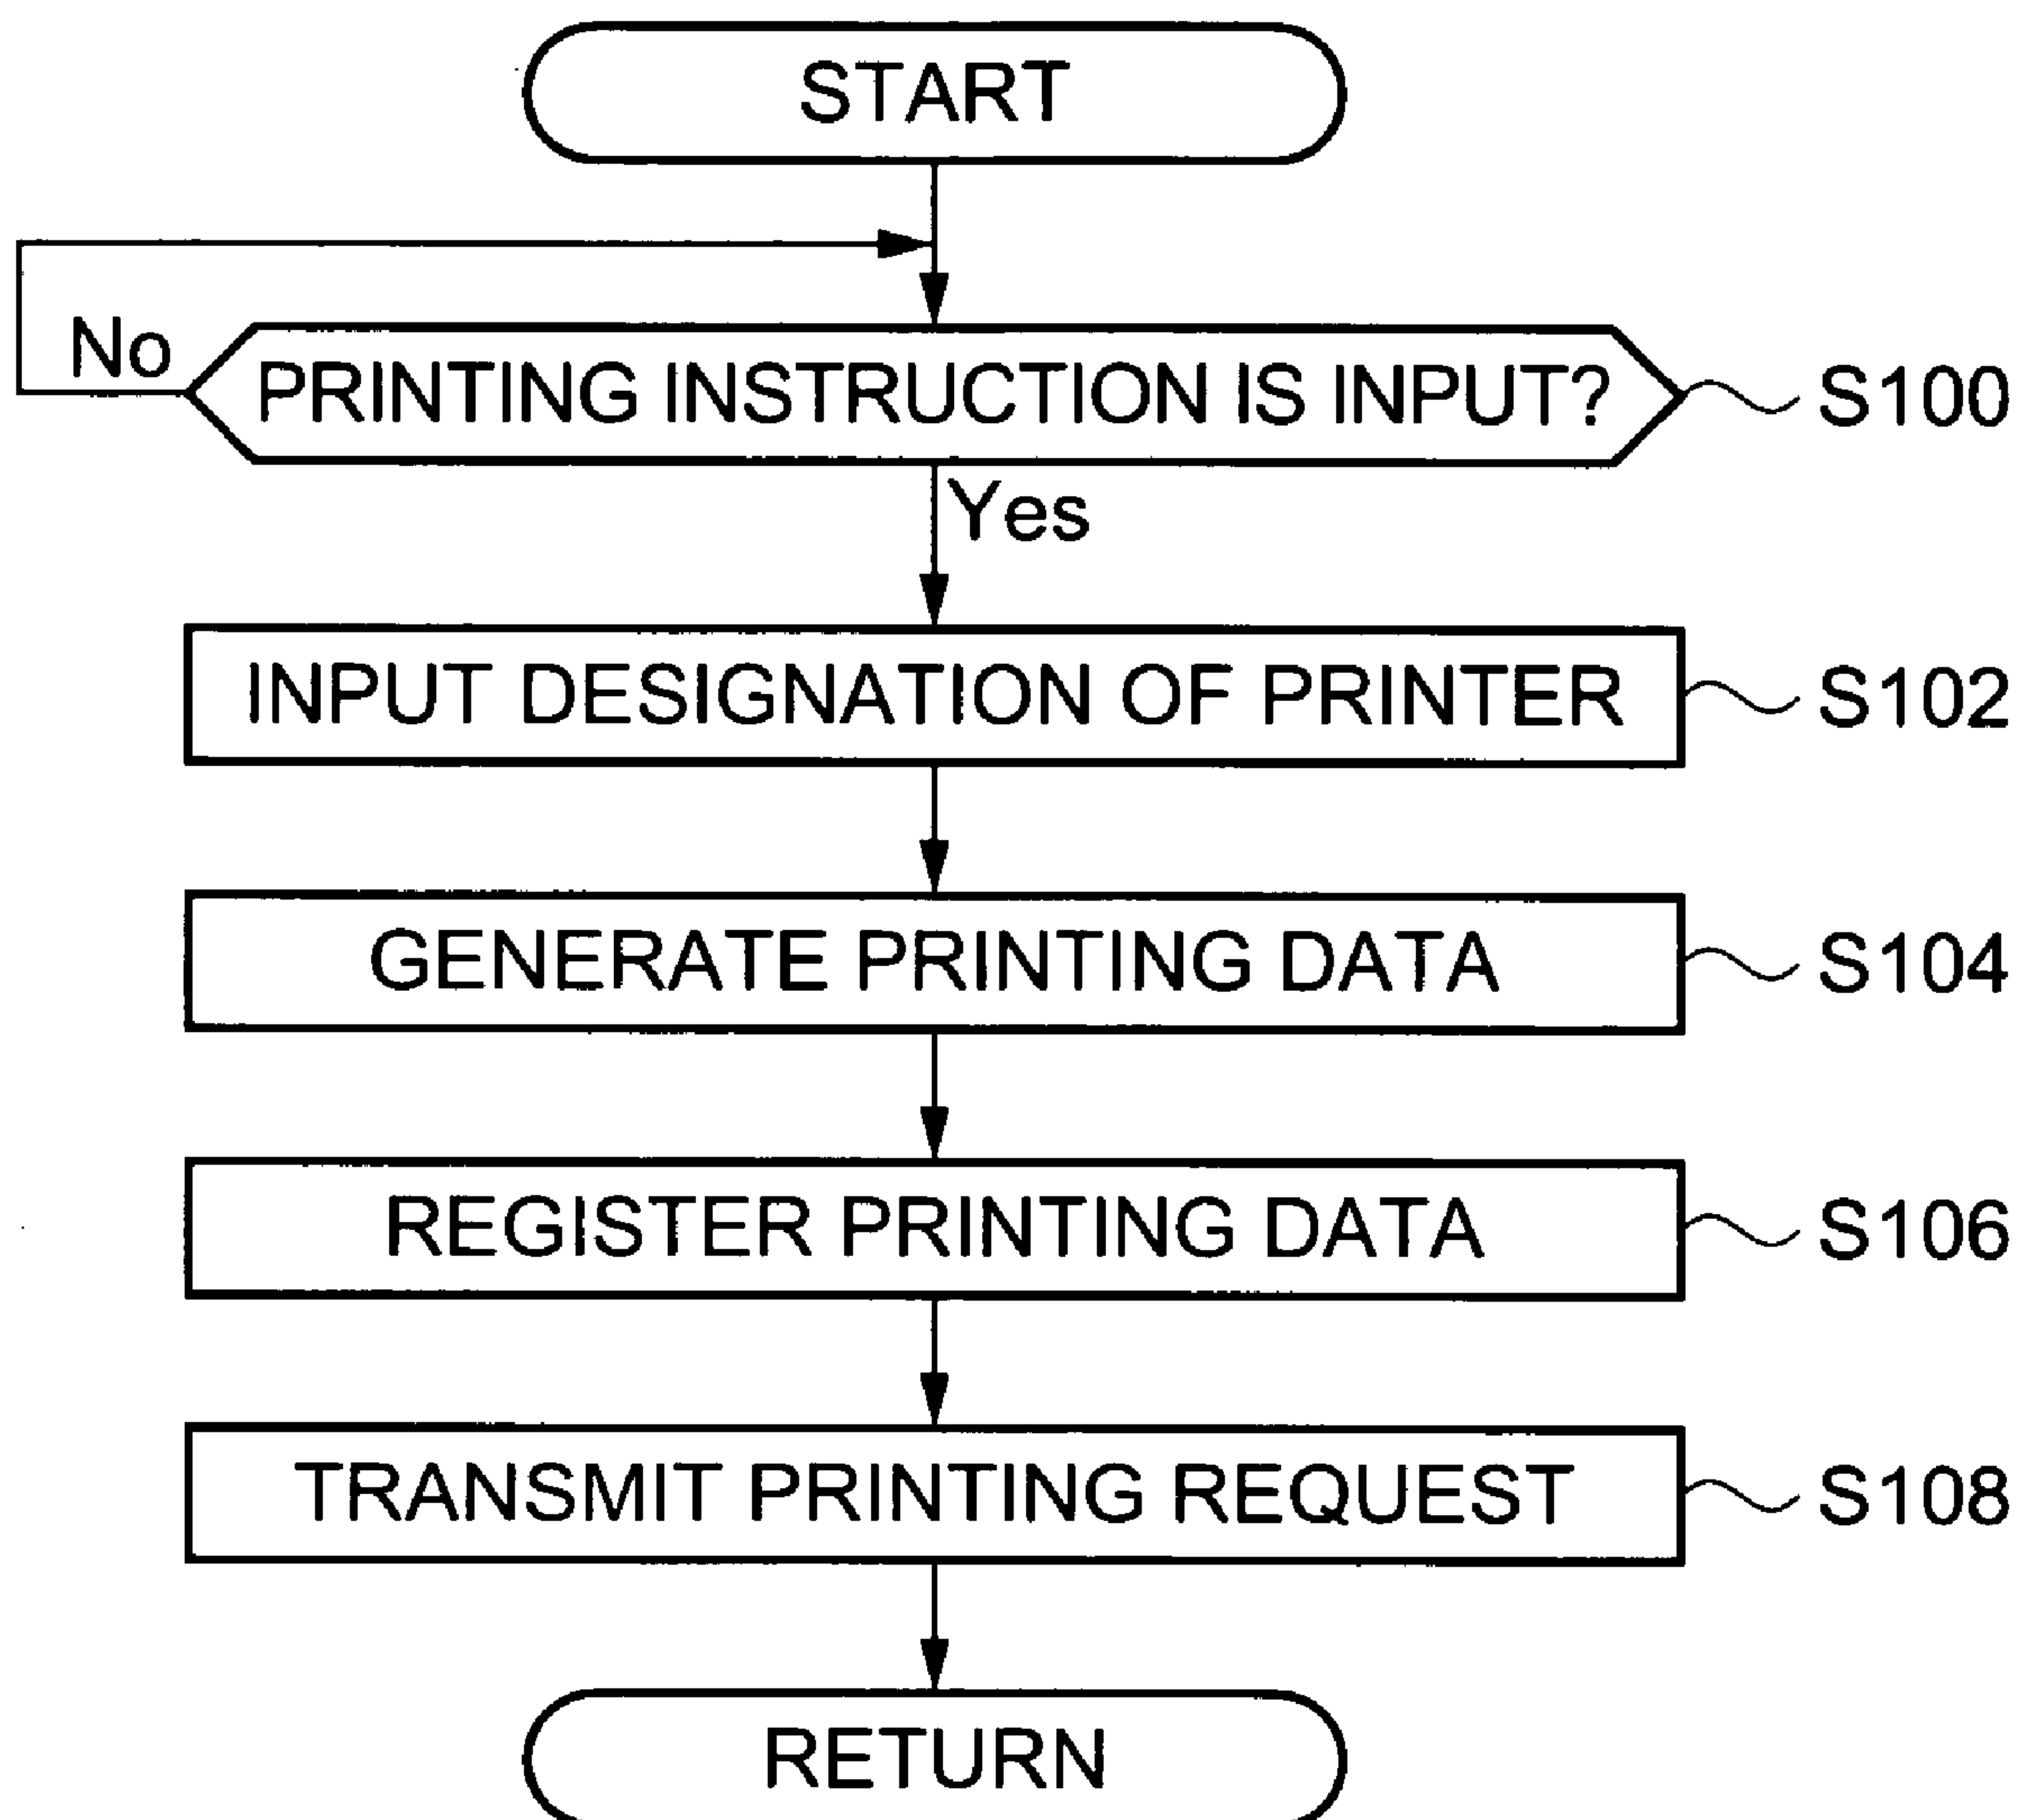 START
No
PRINTING INSTRUCTION IS INPUT?
S100
Yes
INPUT DESIGNATION OF PRINTER
S102
GENERATE PRINTING DATA
S104
REGISTER PRINTING DATA
S106
TRANSMIT PRINTING REQUEST
S108
RETURN